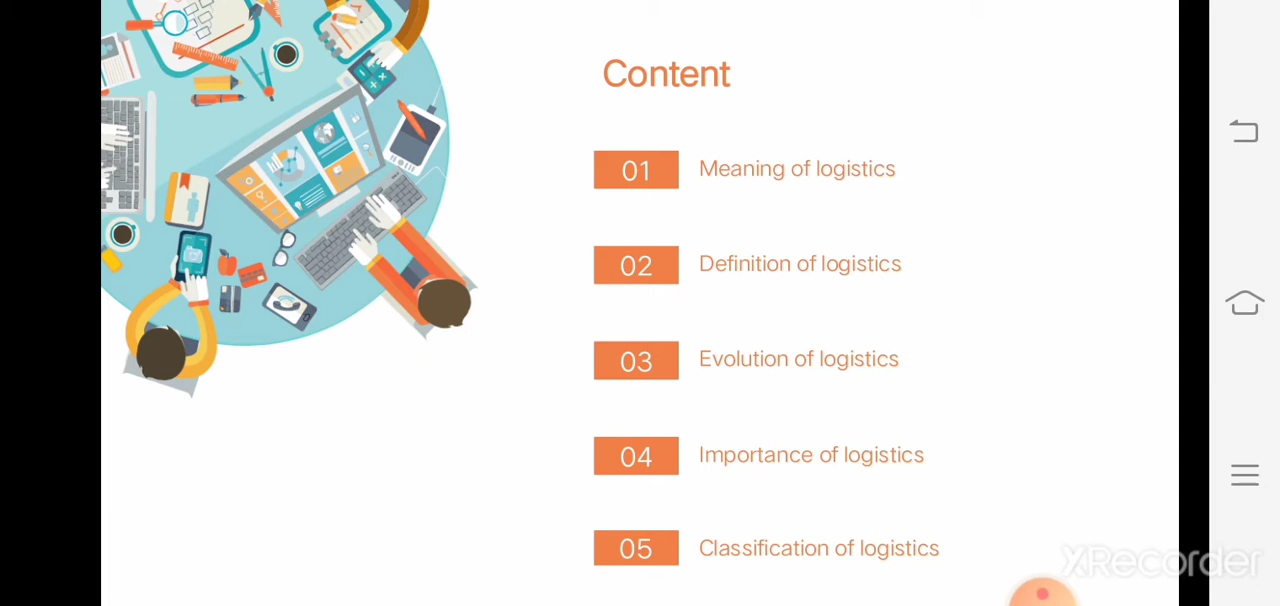 Content
01 Meaning of logistics
02 Definition of logistics
03 Evolution of logistics
04 Importance of logistics
05 Classification of logistics
XRecorder